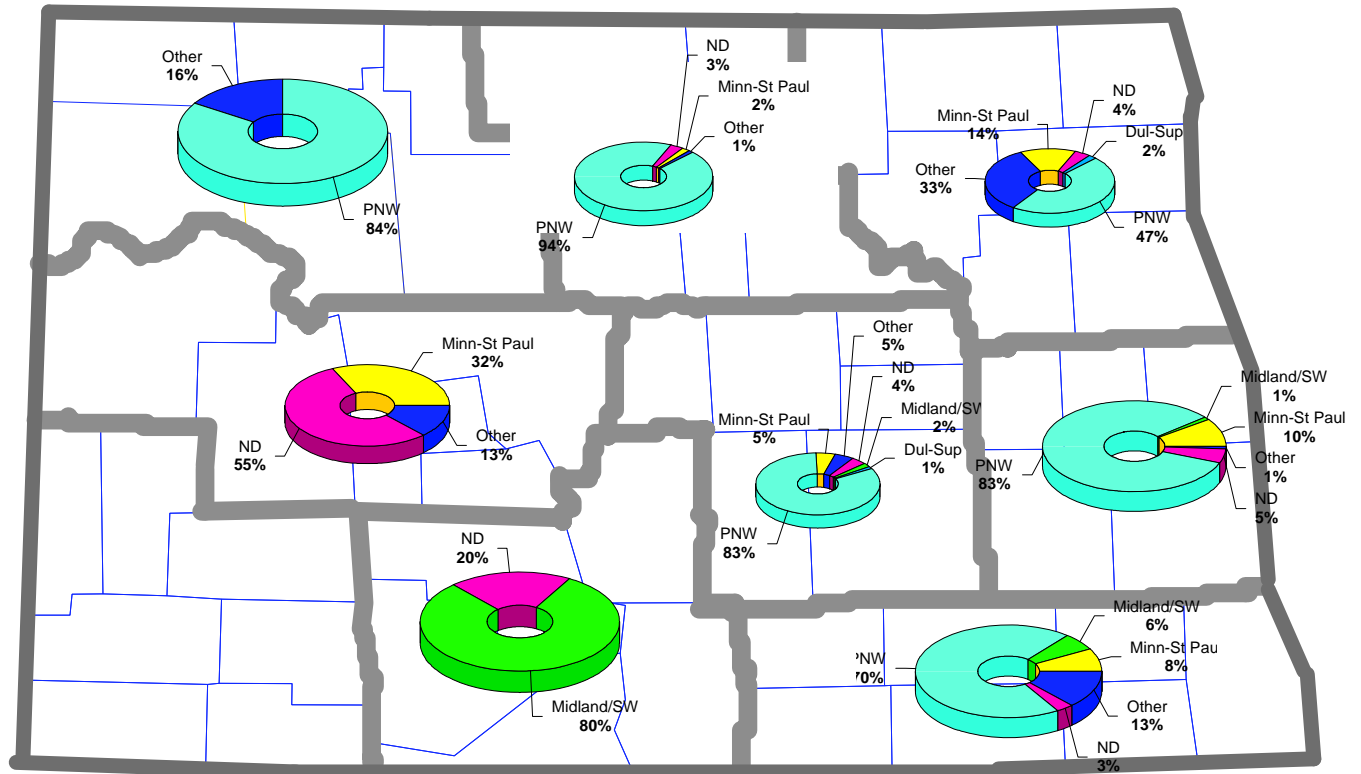 Other
16%
PNW
84%
ND
3%
Minn-St Paul
2%
Other
1%
PNW
94%
ND
4%
Minn-St Paul
14%
Dul-Sup
2%
Other
33%
PNW
47%
Minn-St Paul
32%
ND
55%
Other
13%
Other
5%
ND
4%
Minn-St Paul
5%
Midland/SW
2%
Dul-Sup
1%
PNW
83%
Midland/SW
1%
Minn-St Paul
10%
Other
1%
PNW
83%
ND
5%
ND
20%
Midland/SW
80%
Midland/SW
6%
Minn-St Pau
8%
PNW
70%
Other
13%
ND
3%